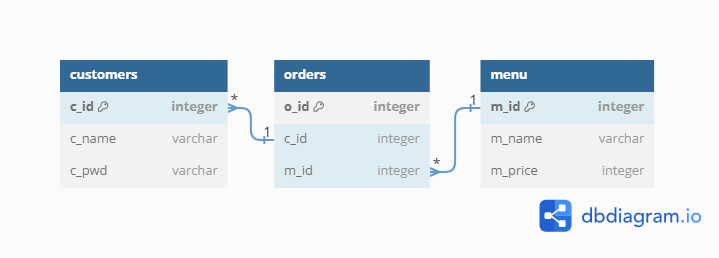 customers
c_id integer
c_name varchar
c_pwd varchar
* 1
orders
o_id integer
c_id integer
m_id integer
* 1
menu
m_id integer
m_name varchar
m_price integer
dbdiagram.io